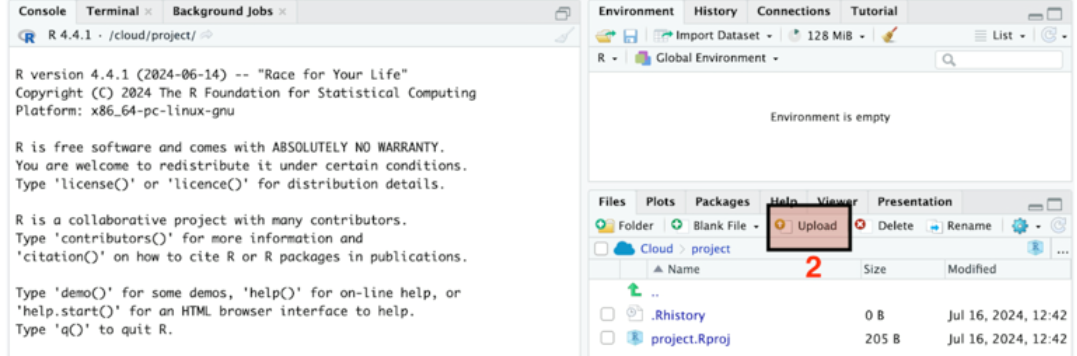 Console Terminal × Background Jobs ×
R 4.4.1 · /cloud/project/
R version 4.4.1 (2024-06-14) -- "Race for Your Life"
Copyright (C) 2024 The R Foundation for Statistical Computing
Platform: x86_64-pc-linux-gnu
R is free software and comes with ABSOLUTELY NO WARRANTY.
You are welcome to redistribute it under certain conditions.
Type 'license()' or 'licence()' for distribution details.
R is a collaborative project with many contributors.
Type 'contributors()' for more information and
'citation()' on how to cite R or R packages in publications.
Type 'demo()' for some demos, 'help()' for on-line help, or
'help.start()' for an HTML browser interface to help.
Type 'q()' to quit R.
Environment History Connections Tutorial
Import Dataset 128 MiB List
R Global Environment
Environment is empty
Files Plots Packages Help Viewer Presentation
Folder Blank File Upload Delete Rename
Cloud > project R ...
2
Name Size Modified
..
.Rhistory 0 B Jul 16, 2024, 12:42
project.Rproj 205 B Jul 16, 2024, 12:42